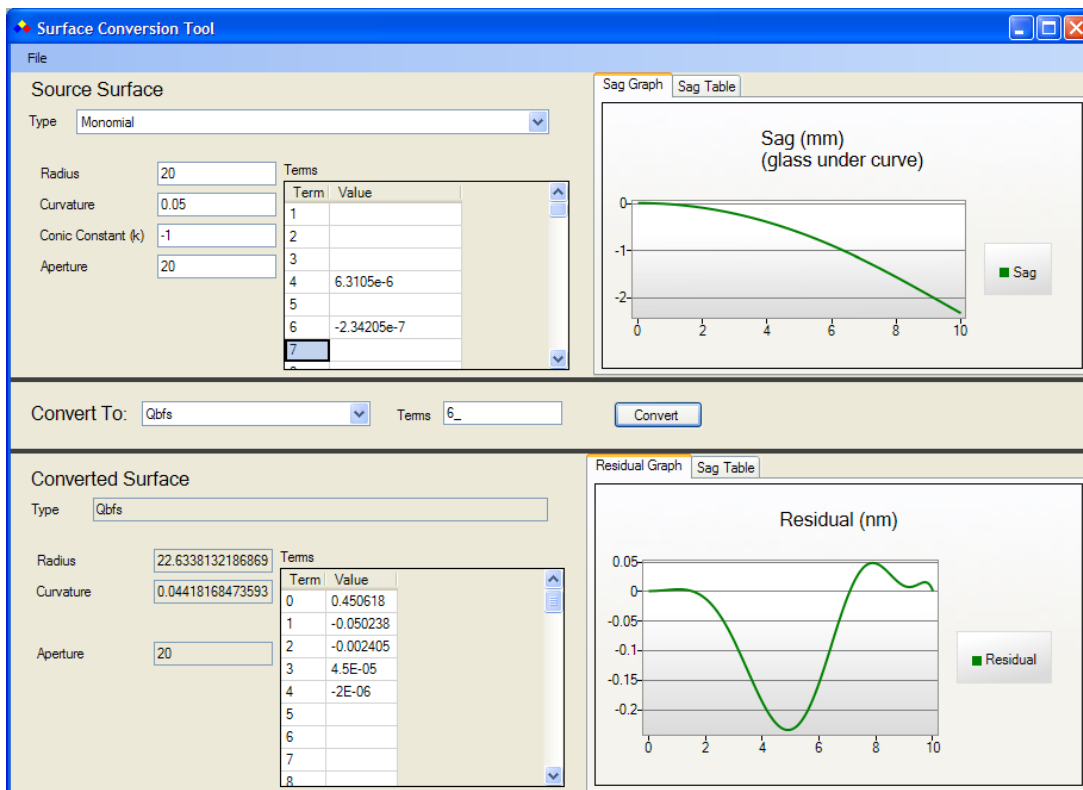 Surface Conversion Tool
File
Source Surface
Type Monomial
Radius 20
Curvature 0.05
Conic Constant (k) -1
Aperture 20
Terms
Term Value
1
2
3
4 6.3105e-6
5
6 -2.34205e-7
7
Sag Graph Sag Table
Sag (mm)
(glass under curve)
0
-1
-2
0 2 4 6 8 10
Sag
Convert To: Qbfs Terms 6_ Convert
Converted Surface
Type Qbfs
Radius 22.6338132186869
Curvature 0.04418168473593
Aperture 20
Terms
Term Value
0 0.450618
1 -0.050238
2 -0.002405
3 4.5E-05
4 -2E-06
5
6
7
8
Residual Graph Sag Table
Residual (nm)
0.05
0
-0.05
-0.1
-0.15
-0.2
0 2 4 6 8 10
Residual